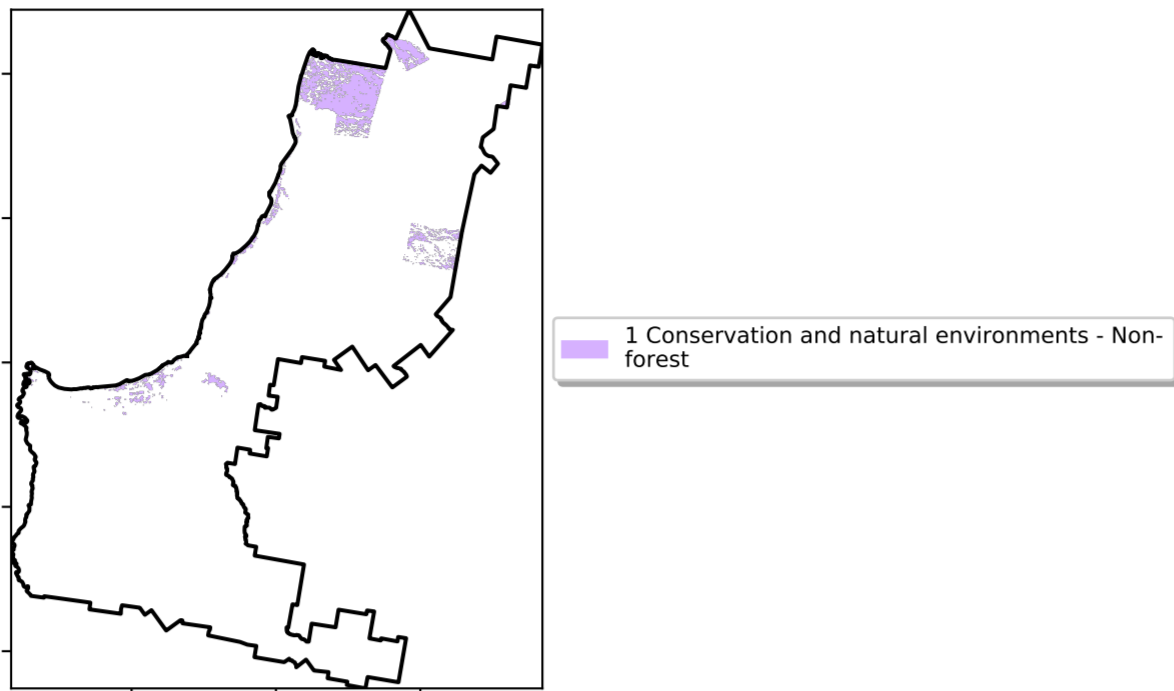 1 Conservation and natural environments - Non-
forest